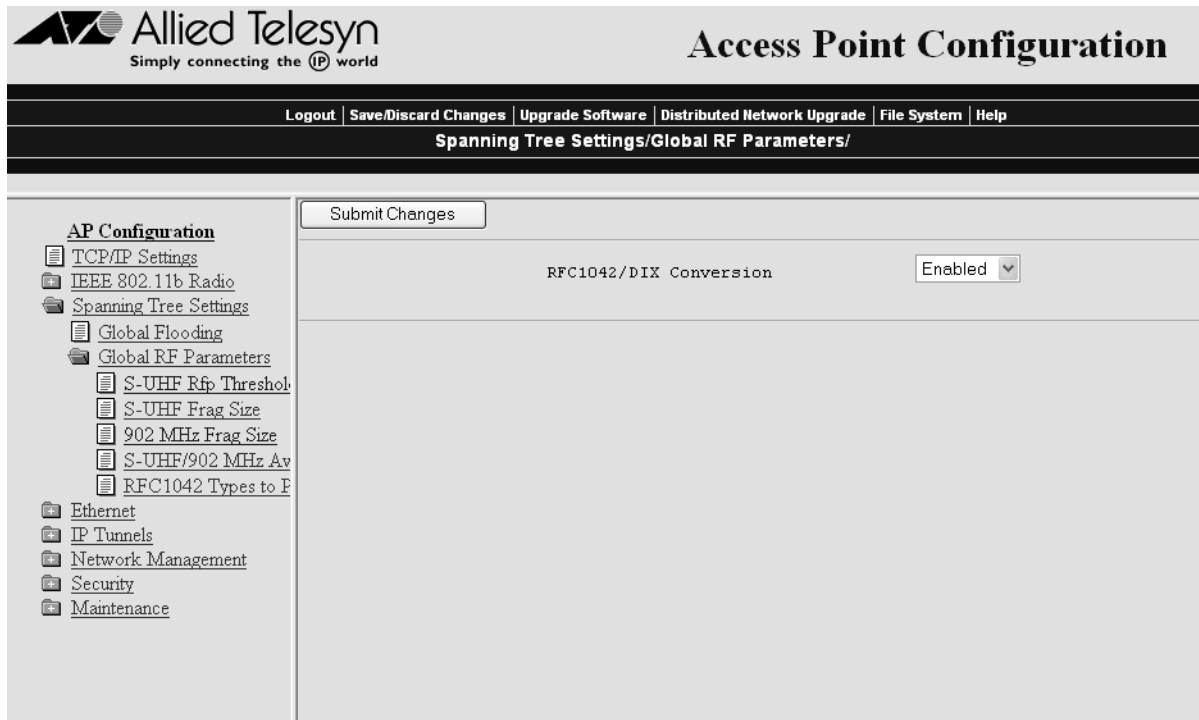 Allied Telesyn
Simply connecting the IP world
Access Point Configuration
Logout | Save/Discard Changes | Upgrade Software | Distributed Network Upgrade | File System | Help
Spanning Tree Settings/Global RF Parameters/
AP Configuration
TCP/IP Settings
IEEE 802.11b Radio
Spanning Tree Settings
Global Flooding
Global RF Parameters
S-UHF Rfp Threshol
S-UHF Frag Size
902 MHz Frag Size
S-UHF/902 MHz Av
RFC1042 Types to P
Ethernet
IP Tunnels
Network Management
Security
Maintenance
Submit Changes
RFC1042/DIX Conversion Enabled